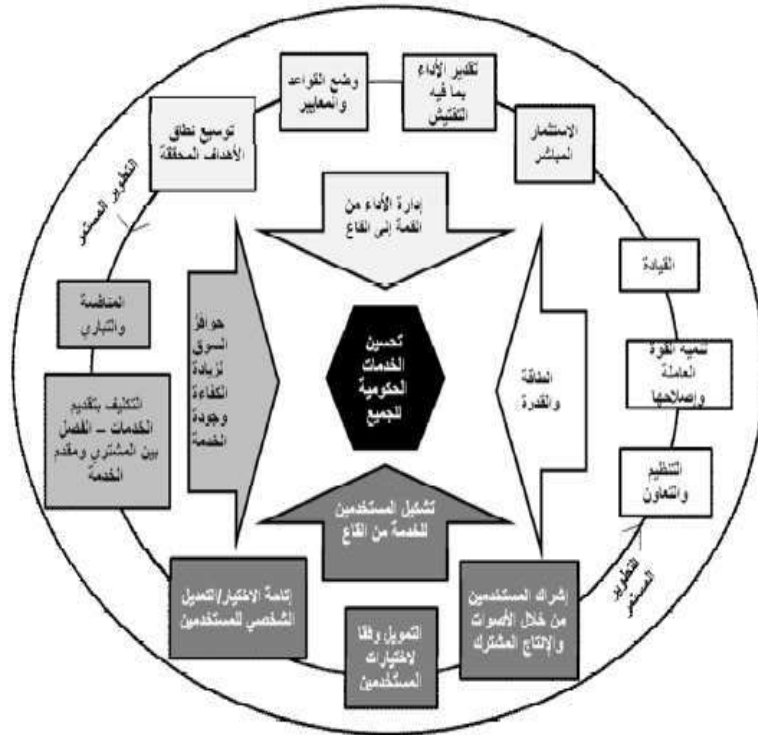 وضع القواعد
والمعايير
تقدير الأداء
بما فيه
التفتيش
الاستثمار
المباشر
توسيع نطاق
الأهداف المحققة
التطوير المستمر
إدارة الأداء من
القمة إلى القاع
القيادة
المنافسة
والتباري
حوافز
السوق
لزيادة
الكفاءة
وجودة
الخدمة
تحسين
الخدمات
الحكومية
للجميع
الطاقة
والقدرة
تنمية القوة
العاملة
وإصلاحها
التكليف بتقديم
الخدمات – الفصل
بين المشتري ومقدم
الخدمة
التنظيم
والتعاون
تشكيل المستخدمين
للخدمة من القاع
التطوير
المستمر
إتاحة الاختيار/التعديل
الشخصي للمستخدمين
التمويل وفقا
لاختيارات
المستخدمين
إشراك المستخدمين
من خلال الأصوات
والإنتاج المشترك